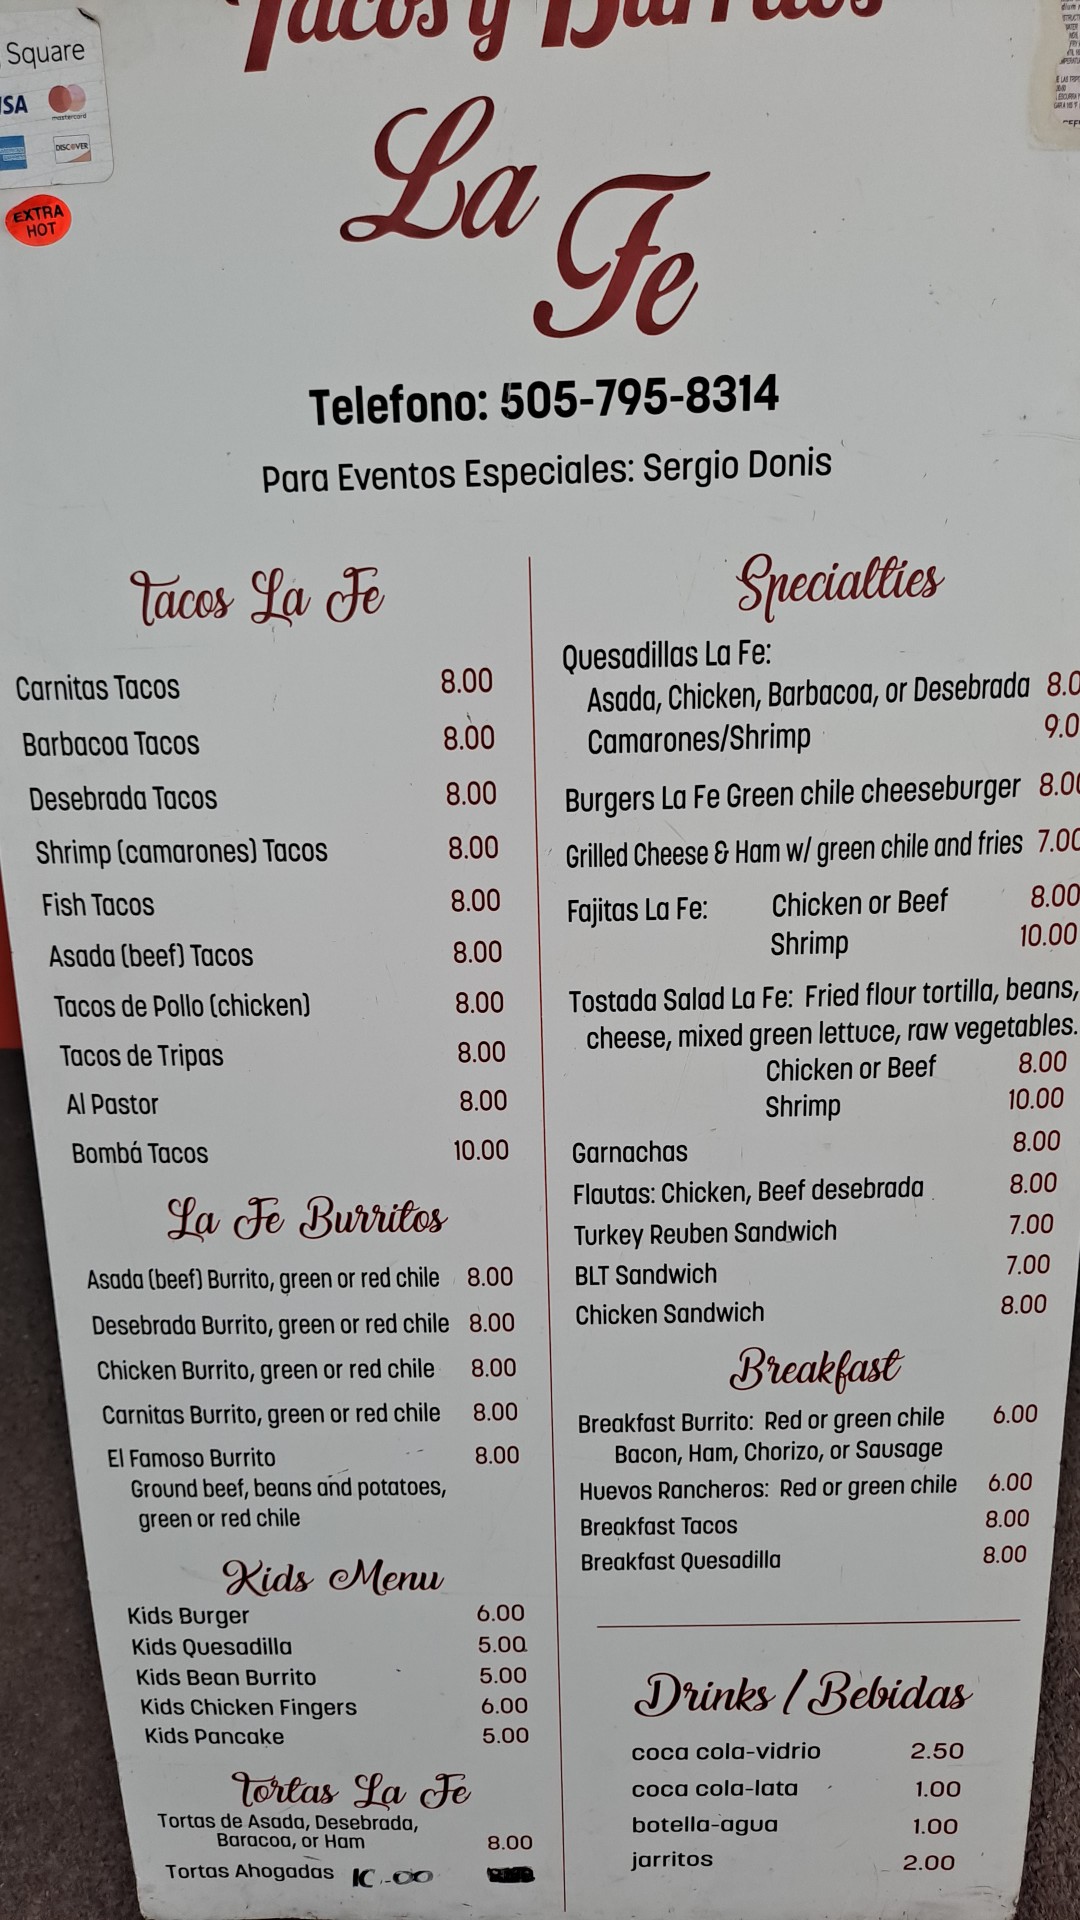 Tacos y Burritos
La Fe
Square
VISA
mastercard
DISCOVER
EXTRA
HOT
Telefono: 505-795-8314
Para Eventos Especiales: Sergio Donis
Tacos La Fe
Carnitas Tacos 8.00
Barbacoa Tacos 8.00
Desebrada Tacos 8.00
Shrimp (camarones) Tacos 8.00
Fish Tacos 8.00
Asada (beef) Tacos 8.00
Tacos de Pollo (chicken) 8.00
Tacos de Tripas 8.00
Al Pastor 8.00
Bombá Tacos 10.00
La Fe Burritos
Asada (beef) Burrito, green or red chile 8.00
Desebrada Burrito, green or red chile 8.00
Chicken Burrito, green or red chile 8.00
Carnitas Burrito, green or red chile 8.00
El Famoso Burrito 8.00
Ground beef, beans and potatoes,
green or red chile
Kids Menu
Kids Burger 6.00
Kids Quesadilla 5.00
Kids Bean Burrito 5.00
Kids Chicken Fingers 6.00
Kids Pancake 5.00
Tortas La Fe
Tortas de Asada, Desebrada,
Baracoa, or Ham 8.00
Tortas Ahogadas
Specialties
Quesadillas La Fe:
Asada, Chicken, Barbacoa, or Desebrada 8.0
Camarones/Shrimp 9.0
Burgers La Fe Green chile cheeseburger 8.00
Grilled Cheese & Ham w/ green chile and fries 7.00
Fajitas La Fe: Chicken or Beef 8.00
Shrimp 10.00
Tostada Salad La Fe: Fried flour tortilla, beans,
cheese, mixed green lettuce, raw vegetables.
Chicken or Beef 8.00
Shrimp 10.00
Garnachas 8.00
Flautas: Chicken, Beef desebrada 8.00
Turkey Reuben Sandwich 7.00
BLT Sandwich 7.00
Chicken Sandwich 8.00
Breakfast
Breakfast Burrito: Red or green chile 6.00
Bacon, Ham, Chorizo, or Sausage
Huevos Rancheros: Red or green chile 6.00
Breakfast Tacos 8.00
Breakfast Quesadilla 8.00
Drinks / Bebidas
coca cola-vidrio 2.50
coca cola-lata 1.00
botella-agua 1.00
jarritos 2.00